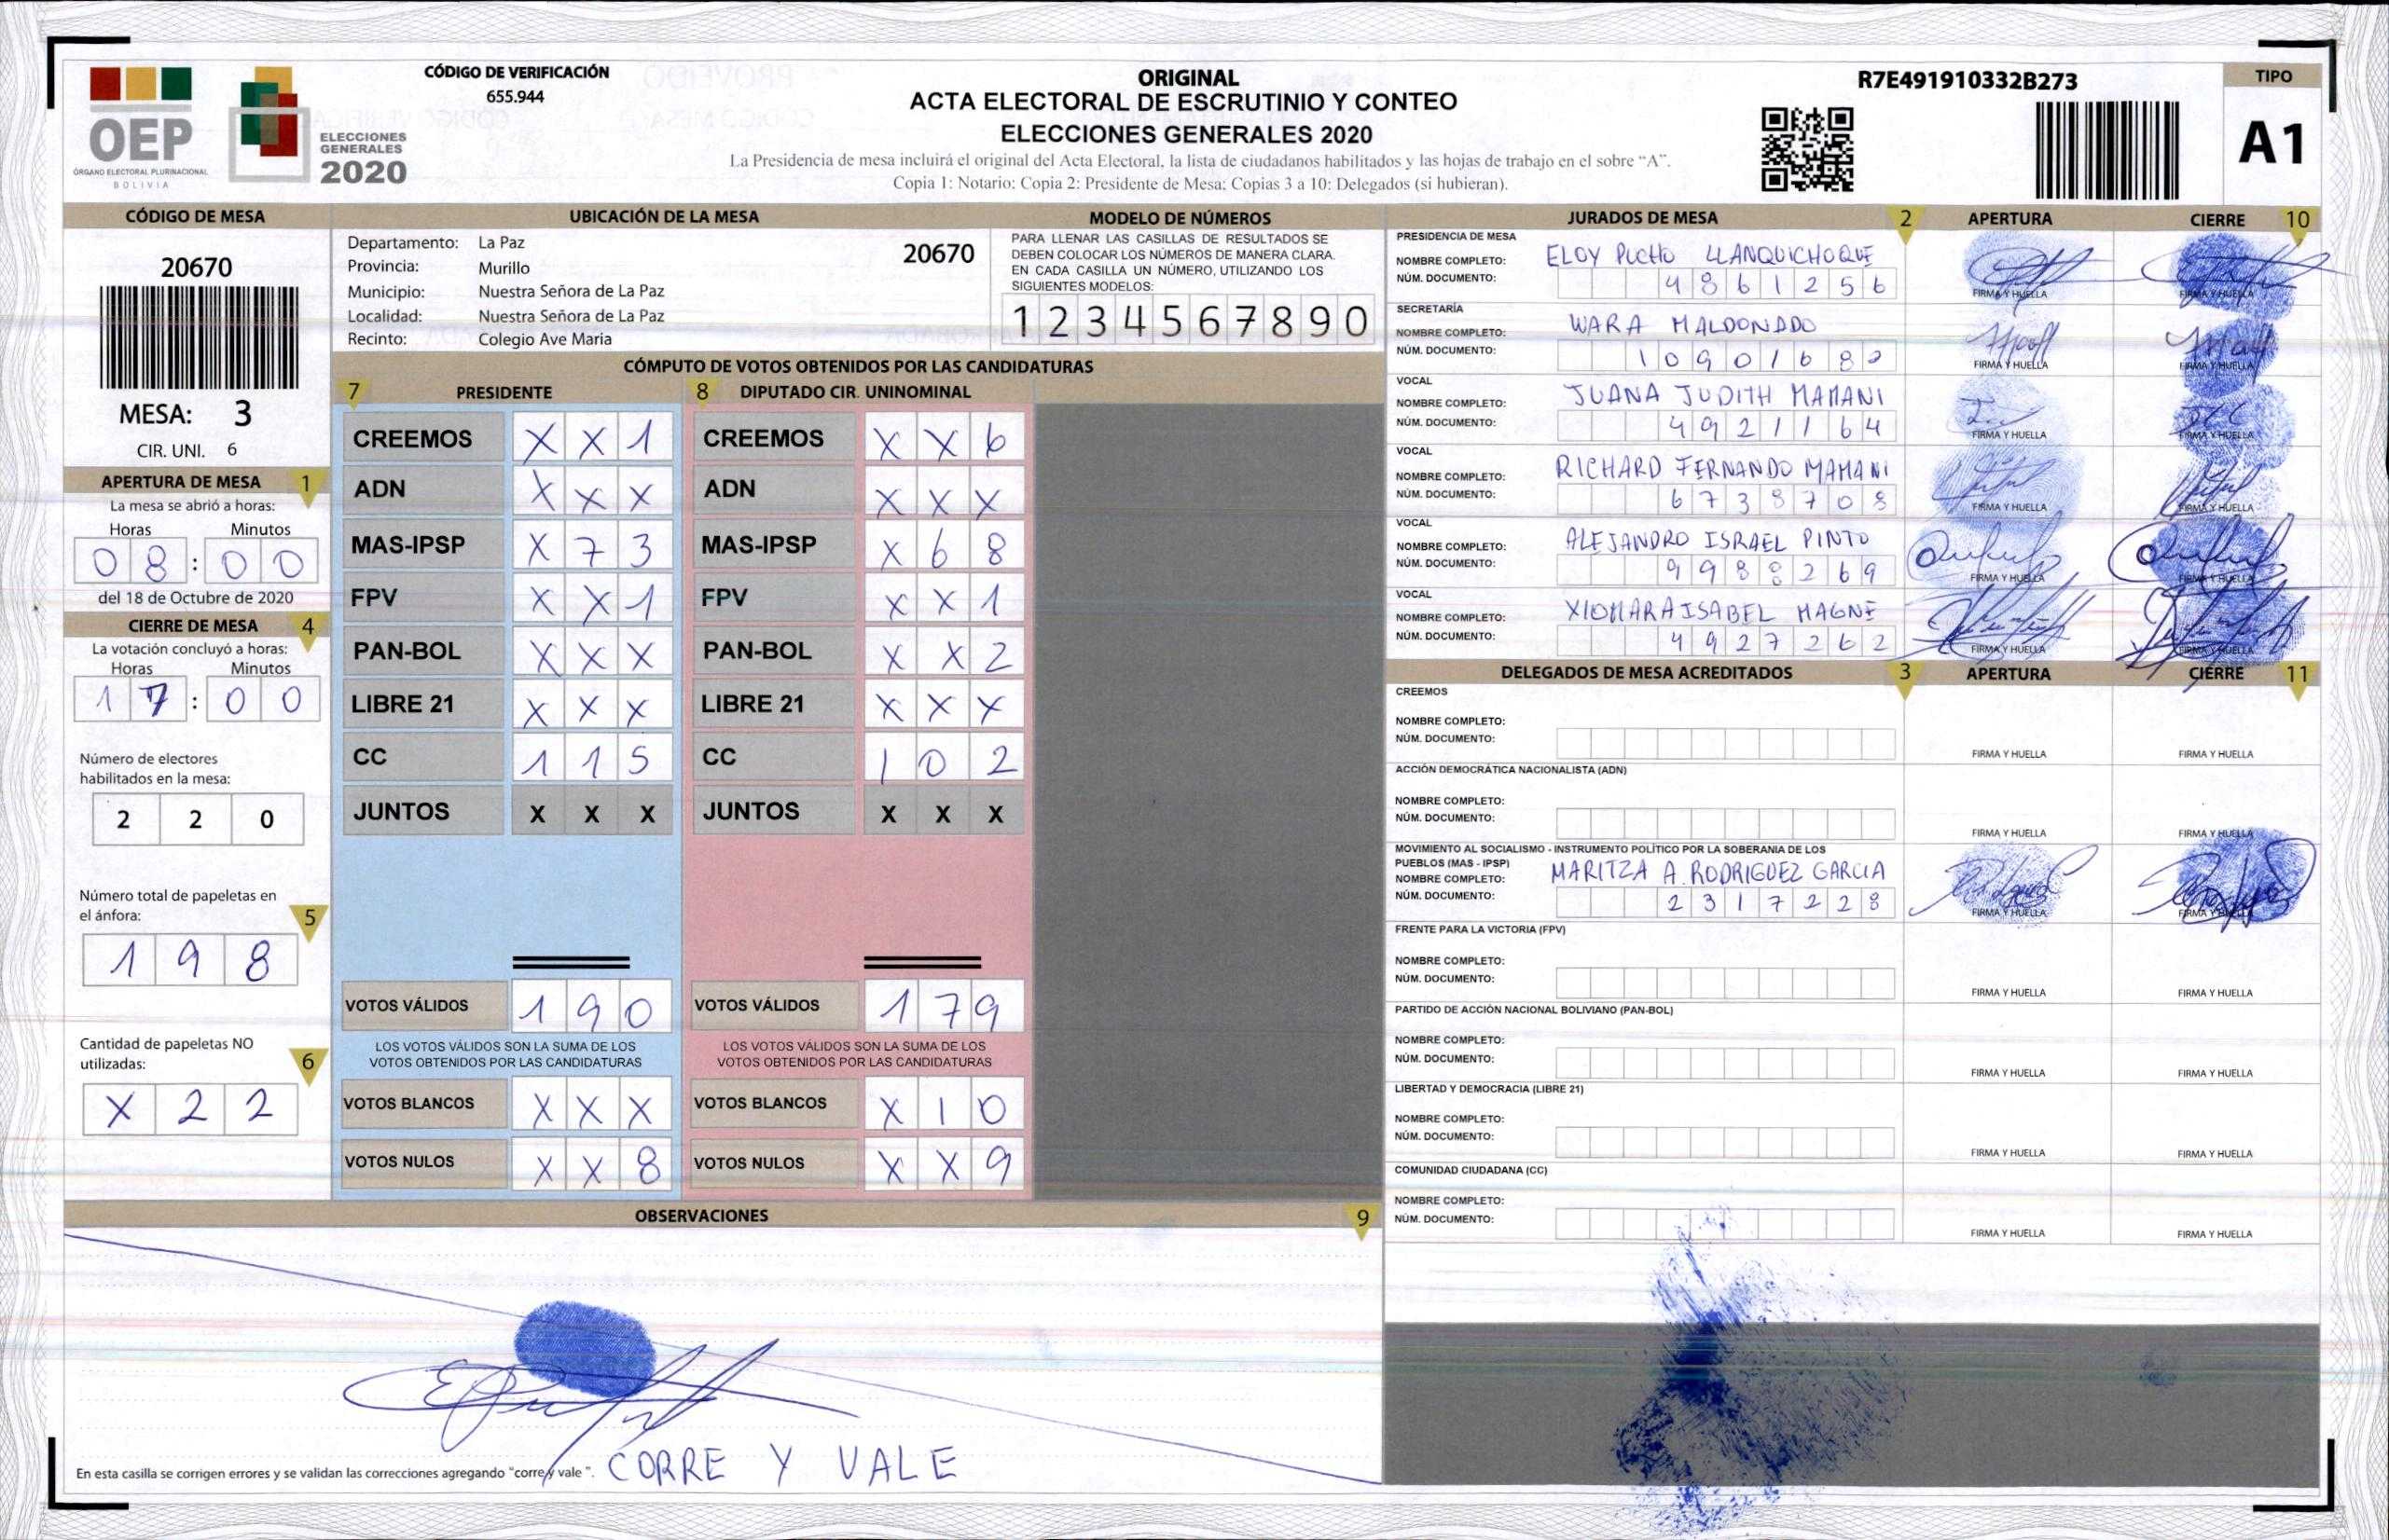 CÓDIGO DE VERIFICACIÓN
655.944
OEP
ÓRGANO ELECTORAL PLURINACIONAL
BOLIVIA
ELECCIONES
GENERALES
2020
ORIGINAL
ACTA ELECTORAL DE ESCRUTINIO Y CONTEO
ELECCIONES GENERALES 2020
La Presidencia de mesa incluirá el original del Acta Electoral, la lista de ciudadanos habilitados y las hojas de trabajo en el sobre “A”.
Copia 1: Notario; Copia 2: Presidente de Mesa; Copias 3 a 10: Delegados (si hubieran).
R7E491910332B273
TIPO
A1
CÓDIGO DE MESA
20670
MESA: 3
CIR. UNI. 6
APERTURA DE MESA 1
La mesa se abrió a horas:
Horas Minutos
08:00
del 18 de Octubre de 2020
CIERRE DE MESA 4
La votación concluyó a horas:
Horas Minutos
17:00
Número de electores
habilitados en la mesa:
2 2 0
Número total de papeletas en
el ánfora: 5
1 9 8
Cantidad de papeletas NO
utilizadas: 6
X 2 2
UBICACIÓN DE LA MESA
Departamento: La Paz 20670
Provincia: Murillo
Municipio: Nuestra Señora de La Paz
Localidad: Nuestra Señora de La Paz
Recinto: Colegio Ave Maria
MODELO DE NÚMEROS
PARA LLENAR LAS CASILLAS DE RESULTADOS SE
DEBEN COLOCAR LOS NÚMEROS DE MANERA CLARA.
EN CADA CASILLA UN NÚMERO, UTILIZANDO LOS
SIGUIENTES MODELOS:
1 2 3 4 5 6 7 8 9 0
CÓMPUTO DE VOTOS OBTENIDOS POR LAS CANDIDATURAS
7 PRESIDENTE 8 DIPUTADO CIR. UNINOMINAL
CREEMOS X X 1 CREEMOS X X 6
ADN X X X ADN X X X
MAS-IPSP X 7 3 MAS-IPSP X 6 8
FPV X X 1 FPV X X 1
PAN-BOL X X X PAN-BOL X X 2
LIBRE 21 X X X LIBRE 21 X X X
CC 1 1 5 CC 1 0 2
JUNTOS X X X JUNTOS X X X
VOTOS VÁLIDOS 1 9 0 VOTOS VÁLIDOS 1 7 9
LOS VOTOS VÁLIDOS SON LA SUMA DE LOS LOS VOTOS VÁLIDOS SON LA SUMA DE LOS
VOTOS OBTENIDOS POR LAS CANDIDATURAS VOTOS OBTENIDOS POR LAS CANDIDATURAS
VOTOS BLANCOS X X X VOTOS BLANCOS X 1 0
VOTOS NULOS X X 8 VOTOS NULOS X X 9
OBSERVACIONES 9
En esta casilla se corrigen errores y se validan las correcciones agregando "corre y vale ". CORRE Y VALE
JURADOS DE MESA 2 APERTURA CIERRE 10
PRESIDENCIA DE MESA
NOMBRE COMPLETO: ELOY PUCHO LLANQUICHOQUE
NÚM. DOCUMENTO: 4 8 6 1 2 5 6
FIRMA Y HUELLA FIRMA Y HUELLA
SECRETARÍA
NOMBRE COMPLETO: WARA MALDONADO
NÚM. DOCUMENTO: 1 0 9 0 1 6 8 2
FIRMA Y HUELLA FIRMA Y HUELLA
VOCAL
NOMBRE COMPLETO: JUANA JUDITH MAMANI
NÚM. DOCUMENTO: 4 9 2 1 1 6 4
FIRMA Y HUELLA FIRMA Y HUELLA
VOCAL
NOMBRE COMPLETO: RICHARD FERNANDO MAMANI
NÚM. DOCUMENTO: 6 7 3 8 7 0 8
FIRMA Y HUELLA FIRMA Y HUELLA
VOCAL
NOMBRE COMPLETO: ALEJANDRO ISRAEL PINTO
NÚM. DOCUMENTO: 9 9 8 8 2 6 9
FIRMA Y HUELLA FIRMA Y HUELLA
VOCAL
NOMBRE COMPLETO: XIOMARA ISABEL MAGNE
NÚM. DOCUMENTO: 4 9 2 7 2 6 2
FIRMA Y HUELLA FIRMA Y HUELLA
DELEGADOS DE MESA ACREDITADOS 3 APERTURA CIERRE 11
CREEMOS
NOMBRE COMPLETO:
NÚM. DOCUMENTO:
FIRMA Y HUELLA FIRMA Y HUELLA
ACCIÓN DEMOCRÁTICA NACIONALISTA (ADN)
NOMBRE COMPLETO:
NÚM. DOCUMENTO:
FIRMA Y HUELLA FIRMA Y HUELLA
MOVIMIENTO AL SOCIALISMO - INSTRUMENTO POLÍTICO POR LA SOBERANIA DE LOS
PUEBLOS (MAS - IPSP)
NOMBRE COMPLETO: MARITZA A. RODRIGUEZ GARCIA
NÚM. DOCUMENTO: 2 3 1 7 2 2 8
FIRMA Y HUELLA FIRMA Y HUELLA
FRENTE PARA LA VICTORIA (FPV)
NOMBRE COMPLETO:
NÚM. DOCUMENTO:
FIRMA Y HUELLA FIRMA Y HUELLA
PARTIDO DE ACCIÓN NACIONAL BOLIVIANO (PAN-BOL)
NOMBRE COMPLETO:
NÚM. DOCUMENTO:
FIRMA Y HUELLA FIRMA Y HUELLA
LIBERTAD Y DEMOCRACIA (LIBRE 21)
NOMBRE COMPLETO:
NÚM. DOCUMENTO:
FIRMA Y HUELLA FIRMA Y HUELLA
COMUNIDAD CIUDADANA (CC)
NOMBRE COMPLETO:
NÚM. DOCUMENTO:
FIRMA Y HUELLA FIRMA Y HUELLA